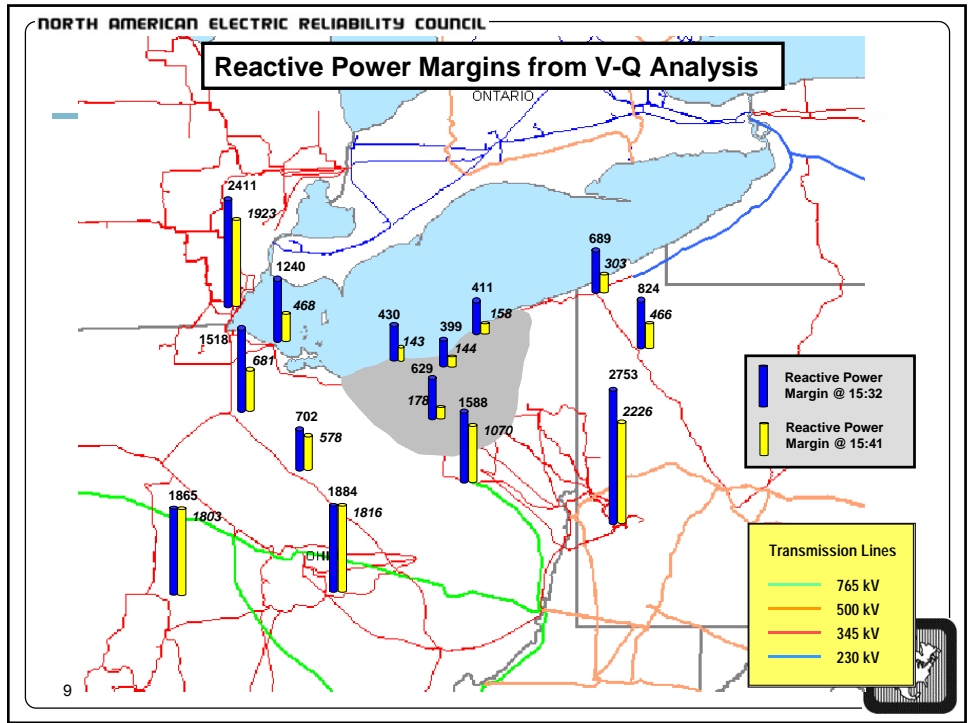 NORTH AMERICAN ELECTRIC RELIABILITY COUNCIL
Reactive Power Margins from V-Q Analysis
ONTARIO
2411
1923
1240
468
689
303
411
158
824
466
430
143
399
144
1518
681
629
178
1588
1070
2753
2226
702
578
1865
1803
1884
1816
OHI
Reactive Power
Margin @ 15:32
Reactive Power
Margin @ 15:41
Transmission Lines
765 kV
500 kV
345 kV
230 kV
9